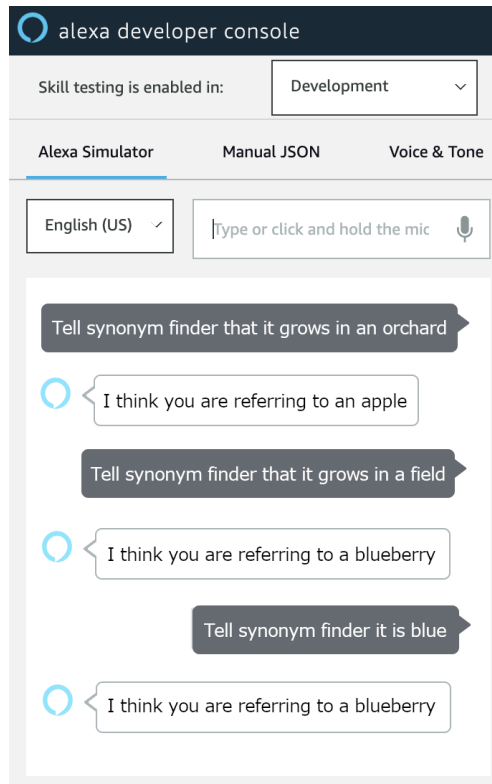 alexa developer console
Skill testing is enabled in: Development
Alexa Simulator Manual JSON Voice & Tone
English (US) Type or click and hold the mic
Tell synonym finder that it grows in an orchard
I think you are referring to an apple
Tell synonym finder that it grows in a field
I think you are referring to a blueberry
Tell synonym finder it is blue
I think you are referring to a blueberry